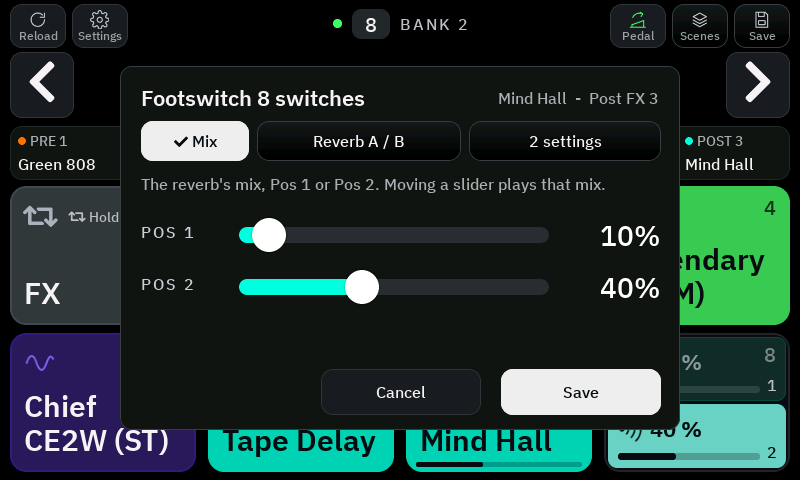 Reload
Settings
8 BANK 2
Pedal
Scenes
Save
PRE 1
Green 808
POST 3
Mind Hall
Footswitch 8 switches
Mind Hall - Post FX 3
Mix
Reverb A / B
2 settings
The reverb's mix, Pos 1 or Pos 2. Moving a slider plays that mix.
POS 1
10%
POS 2
40%
Cancel
Save
Hold
FX
4
endary
M)
Chief
CE2W (ST)
Tape Delay
Mind Hall
%
8
1
40 %
2